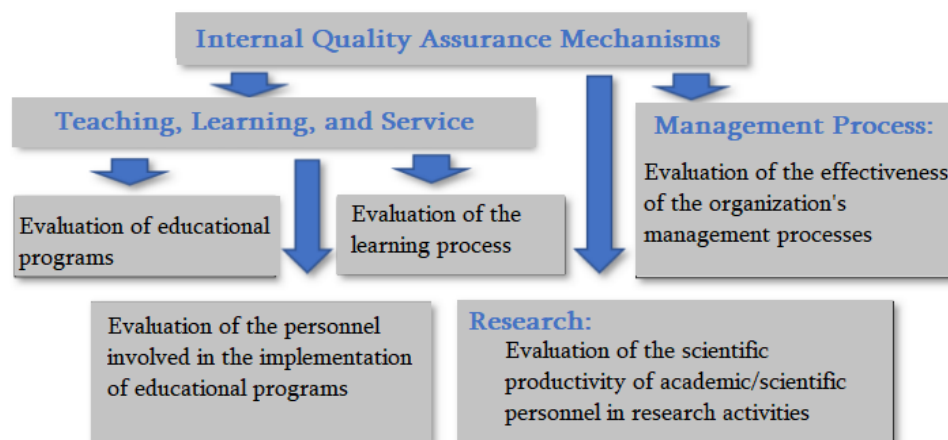 Internal Quality Assurance Mechanisms
Teaching, Learning, and Service
Management Process:
Evaluation of the effectiveness
of the organization's
management processes
Evaluation of educational
programs
Evaluation of the
learning process
Evaluation of the personnel
involved in the implementation
of educational programs
Research:
Evaluation of the scientific
productivity of academic/scientific
personnel in research activities